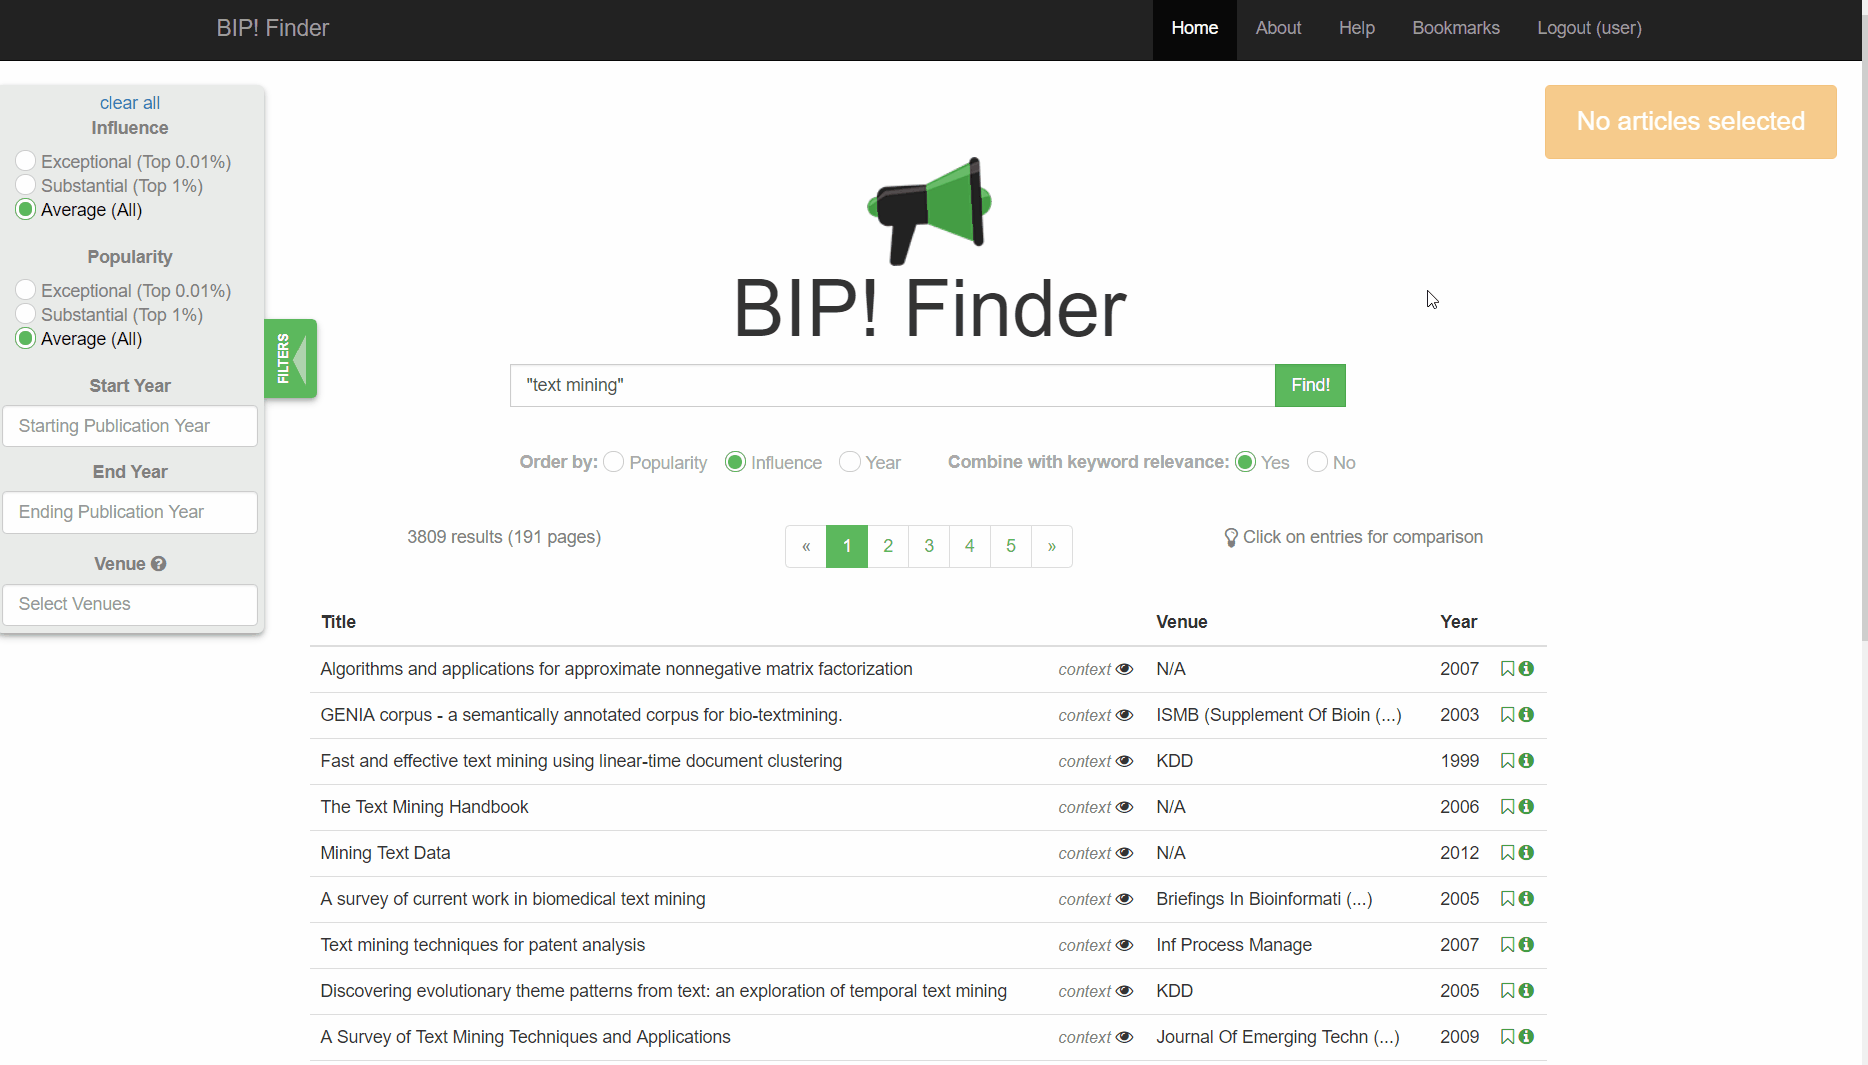 BIP! Finder
Home
About
Help
Bookmarks
Logout (user)
clear all
Influence
Exceptional (Top 0.01%)
Substantial (Top 1%)
Average (All)
Popularity
Exceptional (Top 0.01%)
Substantial (Top 1%)
Average (All)
Start Year
Starting Publication Year
End Year
Ending Publication Year
Venue
Select Venues
FILTERS
No articles selected
BIP! Finder
"text mining"
Find!
Order by: Popularity Influence Year Combine with keyword relevance: Yes No
3809 results (191 pages)
« 1 2 3 4 5 »
Click on entries for comparison
Title Venue Year
Algorithms and applications for approximate nonnegative matrix factorization context N/A 2007
GENIA corpus - a semantically annotated corpus for bio-textmining. context ISMB (Supplement Of Bioin (...) 2003
Fast and effective text mining using linear-time document clustering context KDD 1999
The Text Mining Handbook context N/A 2006
Mining Text Data context N/A 2012
A survey of current work in biomedical text mining context Briefings In Bioinformati (...) 2005
Text mining techniques for patent analysis context Inf Process Manage 2007
Discovering evolutionary theme patterns from text: an exploration of temporal text mining context KDD 2005
A Survey of Text Mining Techniques and Applications context Journal Of Emerging Techn (...) 2009